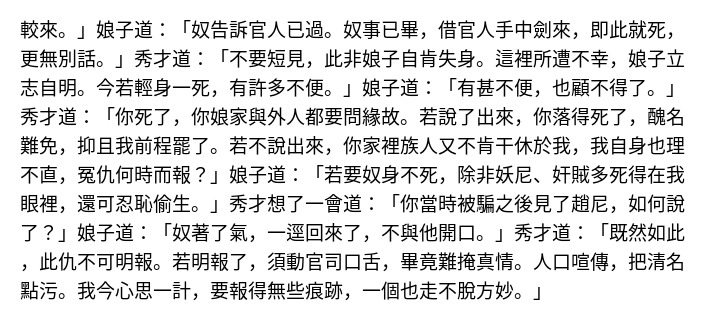 較來。」娘子道：「奴告訴官人已過。奴事已畢，借官人手中劍來，即此就死，
更無別話。」秀才道：「不要短見，此非娘子自肯失身。這裡所遭不幸，娘子立
志自明。今若輕身一死，有許多不便。」娘子道：「有甚不便，也顧不得了。」
秀才道：「你死了，你娘家與外人都要問緣故。若說了出來，你落得死了，醜名
難免，抑且我前程罷了。若不說出來，你家裡族人又不肯干休於我，我自身也理
不直，冤仇何時而報？」娘子道：「若要奴身不死，除非妖尼、奸賊多死得在我
眼裡，還可忍恥偷生。」秀才想了一會道：「你當時被騙之後見了趙尼，如何說
了？」娘子道：「奴著了氣，一逕回來了，不與他開口。」秀才道：「既然如此
，此仇不可明報。若明報了，須動官司口舌，畢竟難掩真情。人口喧傳，把清名
點污。我今心思一計，要報得無些痕跡，一個也走不脫方妙。」